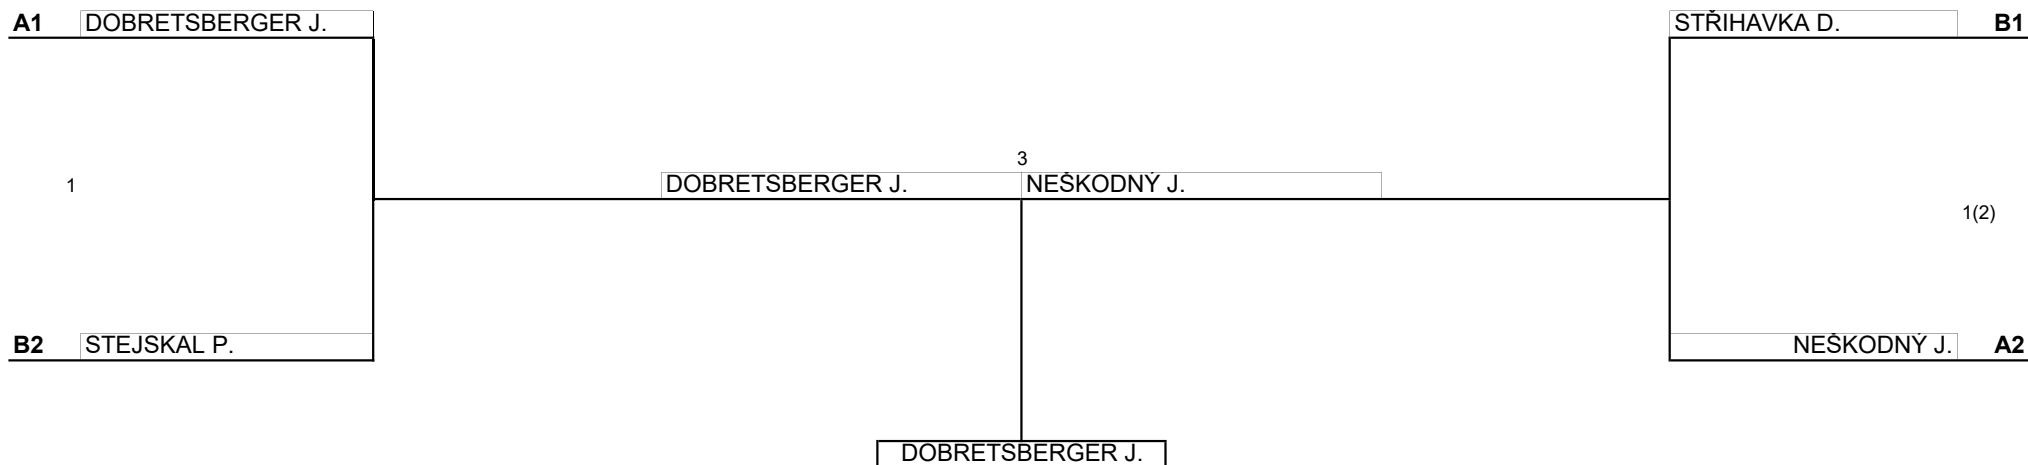 A1 DOBRETSBERGER J. STŘIHAVKA D. B1
3
1 DOBRETSBERGER J. NEŠKODNÝ J.
1(2)
B2 STEJSKAL P. NEŠKODNÝ J. A2
DOBRETSBERGER J.